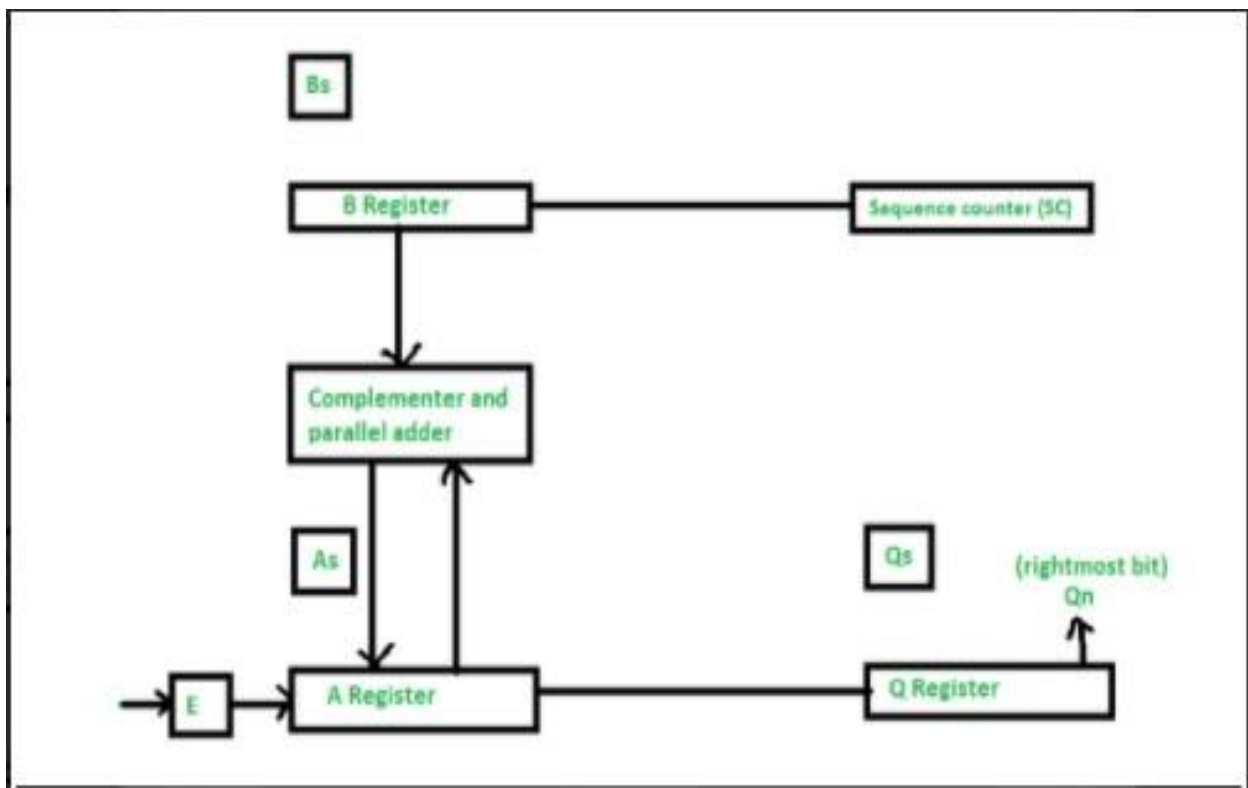 Bs
B Register
Sequence counter (SC)
Complementer and
parallel adder
As
Qs
(rightmost bit)
Qn
E
A Register
Q Register